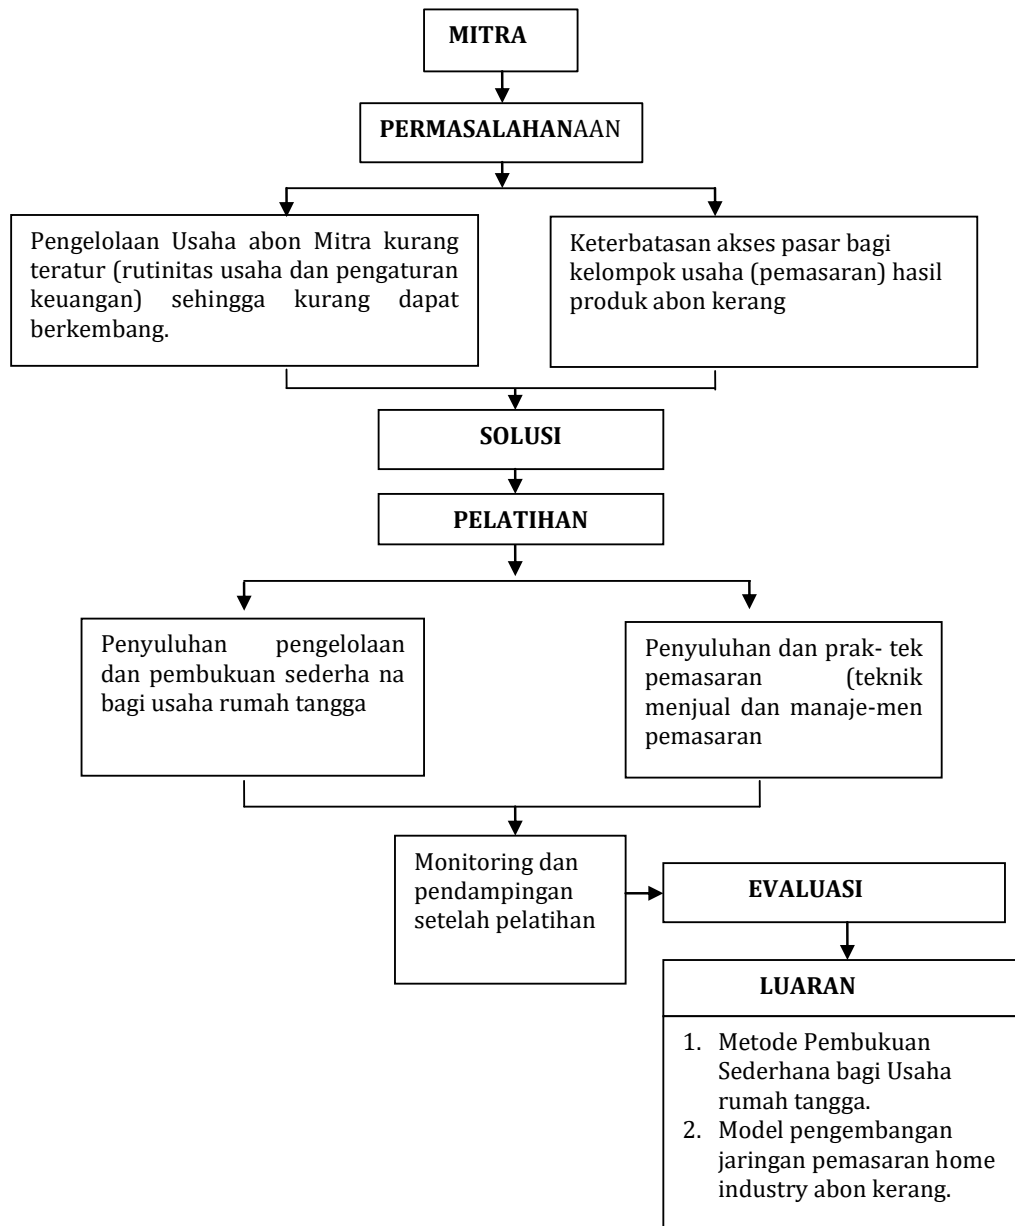 MITRA
PERMASALAHANAAN
Pengelolaan Usaha abon Mitra kurang
teratur (rutinitas usaha dan pengaturan
keuangan) sehingga kurang dapat
berkembang.
Keterbatasan akses pasar bagi
kelompok usaha (pemasaran) hasil
produk abon kerang
SOLUSI
PELATIHAN
Penyuluhan pengelolaan
dan pembukuan sederha na
bagi usaha rumah tangga
Penyuluhan dan prak- tek
pemasaran (teknik
menjual dan manaje-men
pemasaran
Monitoring dan
pendampingan
setelah pelatihan
EVALUASI
LUARAN
1. Metode Pembukuan
Sederhana bagi Usaha
rumah tangga.
2. Model pengembangan
jaringan pemasaran home
industry abon kerang.